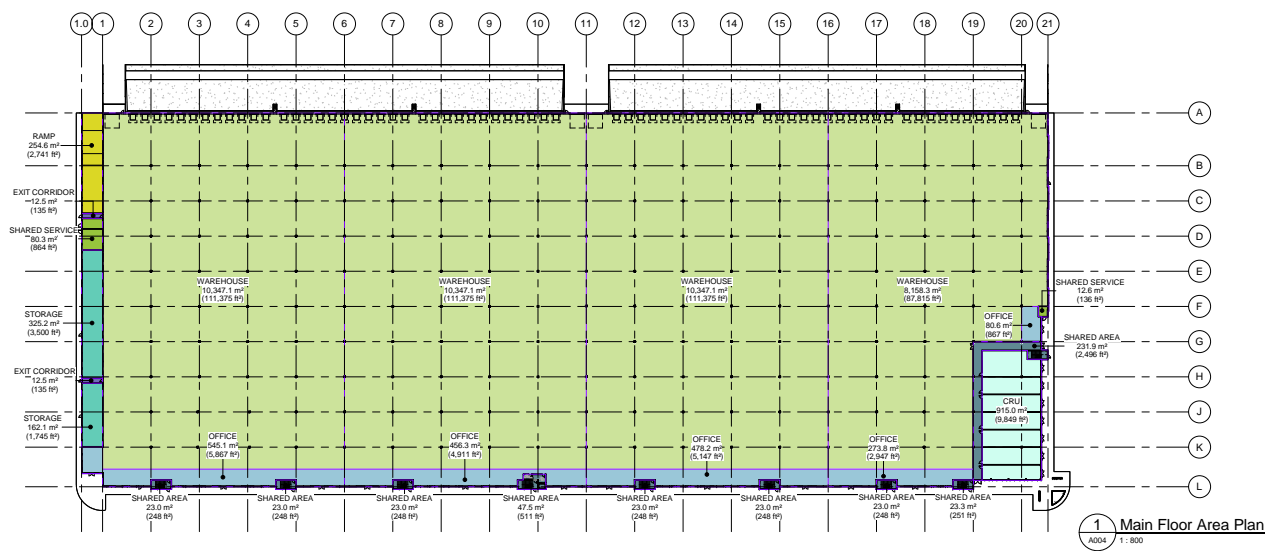 1.0 1 2 3 4 5 6 7 8 9 10 11 12 13 14 15 16 17 18 19 20 21
A
RAMP
254.6 m²
(2,741 ft²)
B
EXIT CORRIDOR
12.5 m²
(135 ft²)
C
SHARED SERVICE
80.3 m²
(864 ft²)
D
E
WAREHOUSE
10,347.1 m²
(111,375 ft²)
WAREHOUSE
10,347.1 m²
(111,375 ft²)
WAREHOUSE
10,347.1 m²
(111,375 ft²)
WAREHOUSE
8,158.3 m²
(87,815 ft²)
SHARED SERVICE
12.6 m²
(136 ft²)
F
STORAGE
325.2 m²
(3,500 ft²)
OFFICE
80.6 m²
(867 ft²)
SHARED AREA
231.9 m²
(2,496 ft²)
G
EXIT CORRIDOR
12.5 m²
(135 ft²)
H
STORAGE
162.1 m²
(1,745 ft²)
CRU
915.0 m²
(9,849 ft²)
J
K
OFFICE
545.1 m²
(5,867 ft²)
OFFICE
456.3 m²
(4,911 ft²)
OFFICE
478.2 m²
(5,147 ft²)
OFFICE
273.8 m²
(2,947 ft²)
L
SHARED AREA
23.0 m²
(248 ft²)
SHARED AREA
23.0 m²
(248 ft²)
SHARED AREA
23.0 m²
(248 ft²)
SHARED AREA
47.5 m²
(511 ft²)
SHARED AREA
23.0 m²
(248 ft²)
SHARED AREA
23.0 m²
(248 ft²)
SHARED AREA
23.0 m²
(248 ft²)
SHARED AREA
23.3 m²
(251 ft²)
1 Main Floor Area Plan
A004 1 : 800